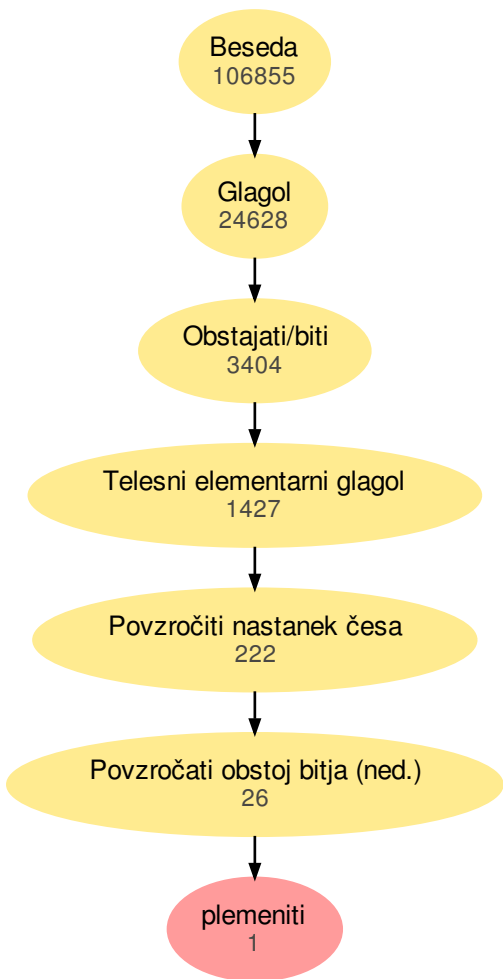 Beseda
106855
Glagol
24628
Obstajati/biti
3404
Telesni elementarni glagol
1427
Povzročiti nastanek česa
222
Povzročati obstoj bitja (ned.)
26
plemeniti
1